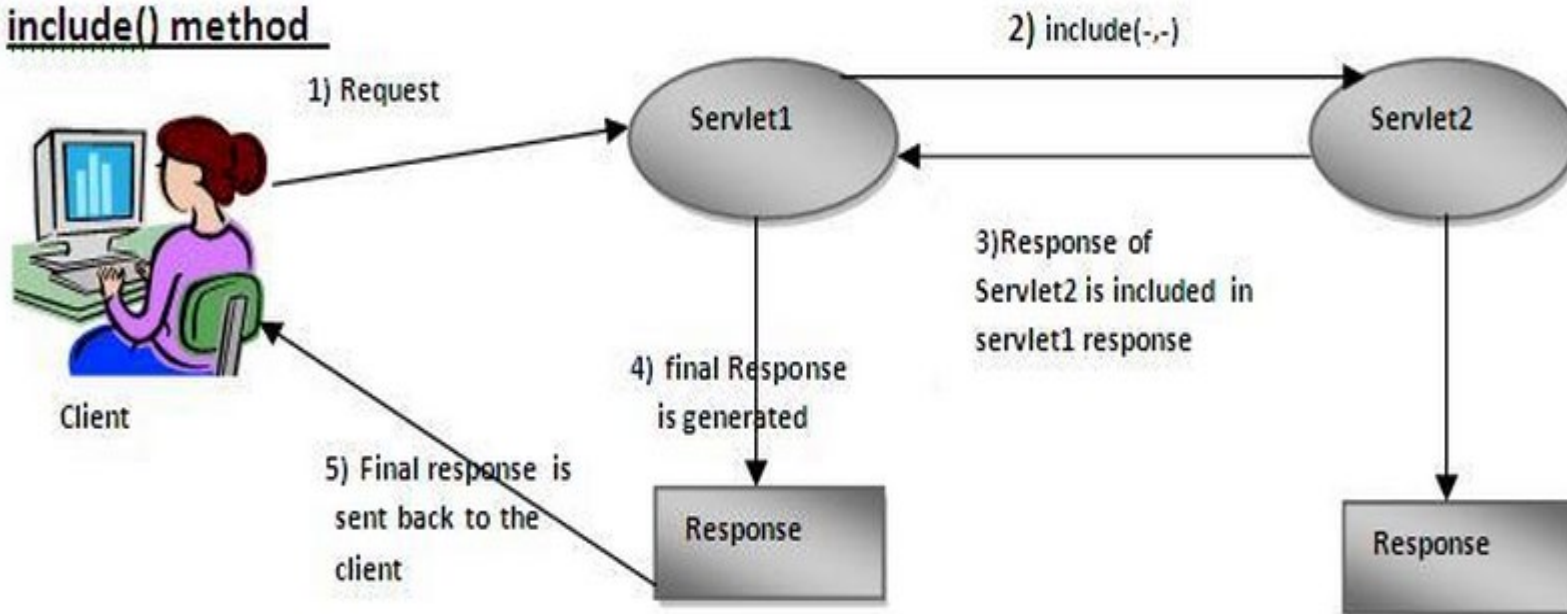 include() method
2) include(-,-)
1) Request
Servlet1
Servlet2
3)Response of
Servlet2 is included in
servlet1 response
4) final Response
is generated
Client
5) Final response is
sent back to the
client
Response
Response